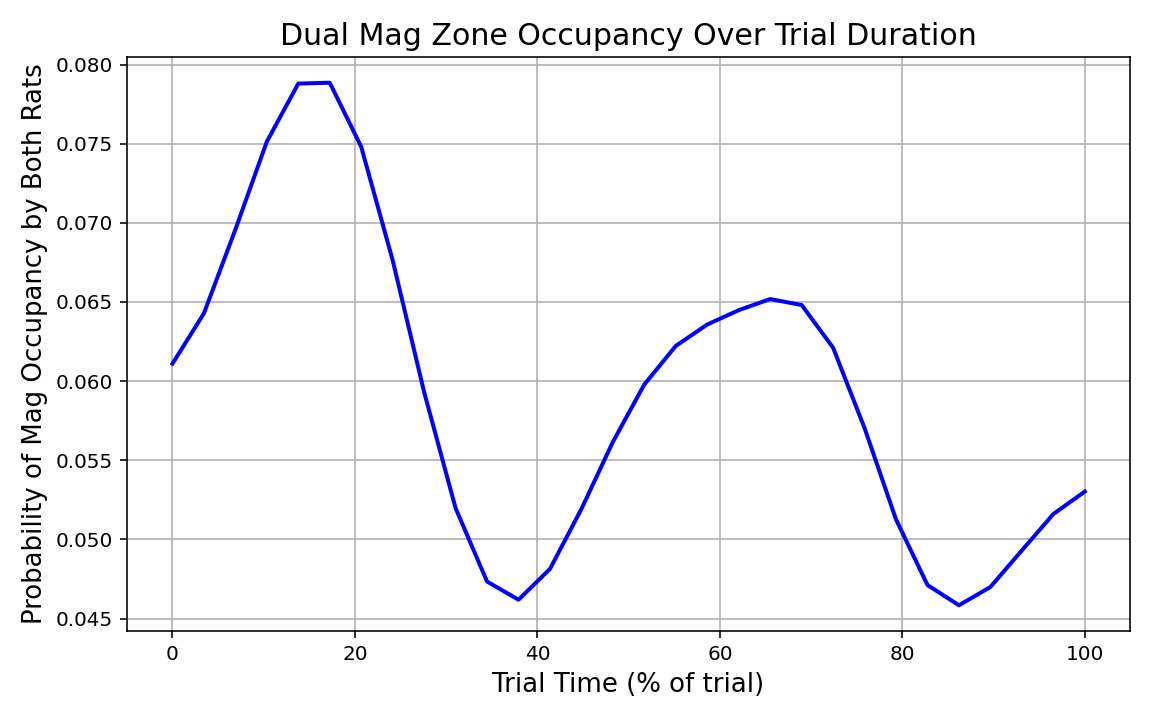 Dual Mag Zone Occupancy Over Trial Duration
Probability of Mag Occupancy by Both Rats
0.080
0.075
0.070
0.065
0.060
0.055
0.050
0.045
0 20 40 60 80 100
Trial Time (% of trial)